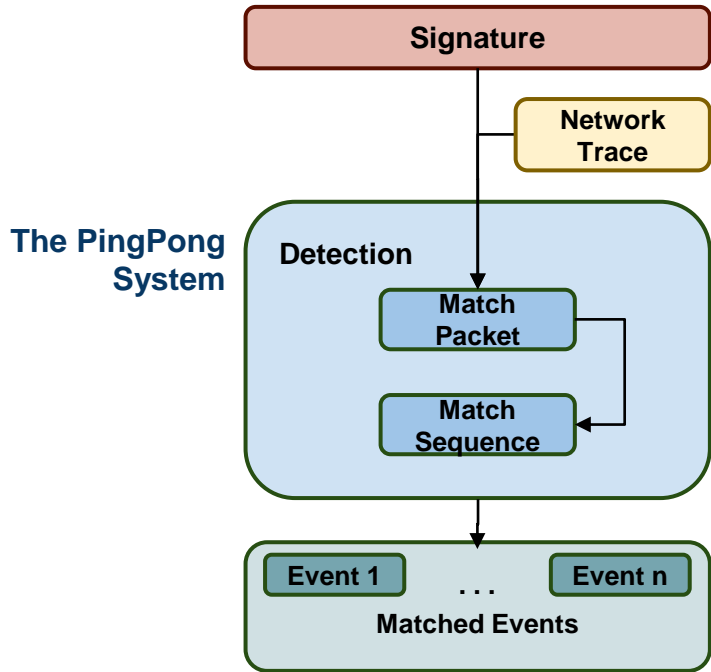 Signature
Network
Trace
The PingPong
System
Detection
Match
Packet
Match
Sequence
Event 1
. . .
Event n
Matched Events